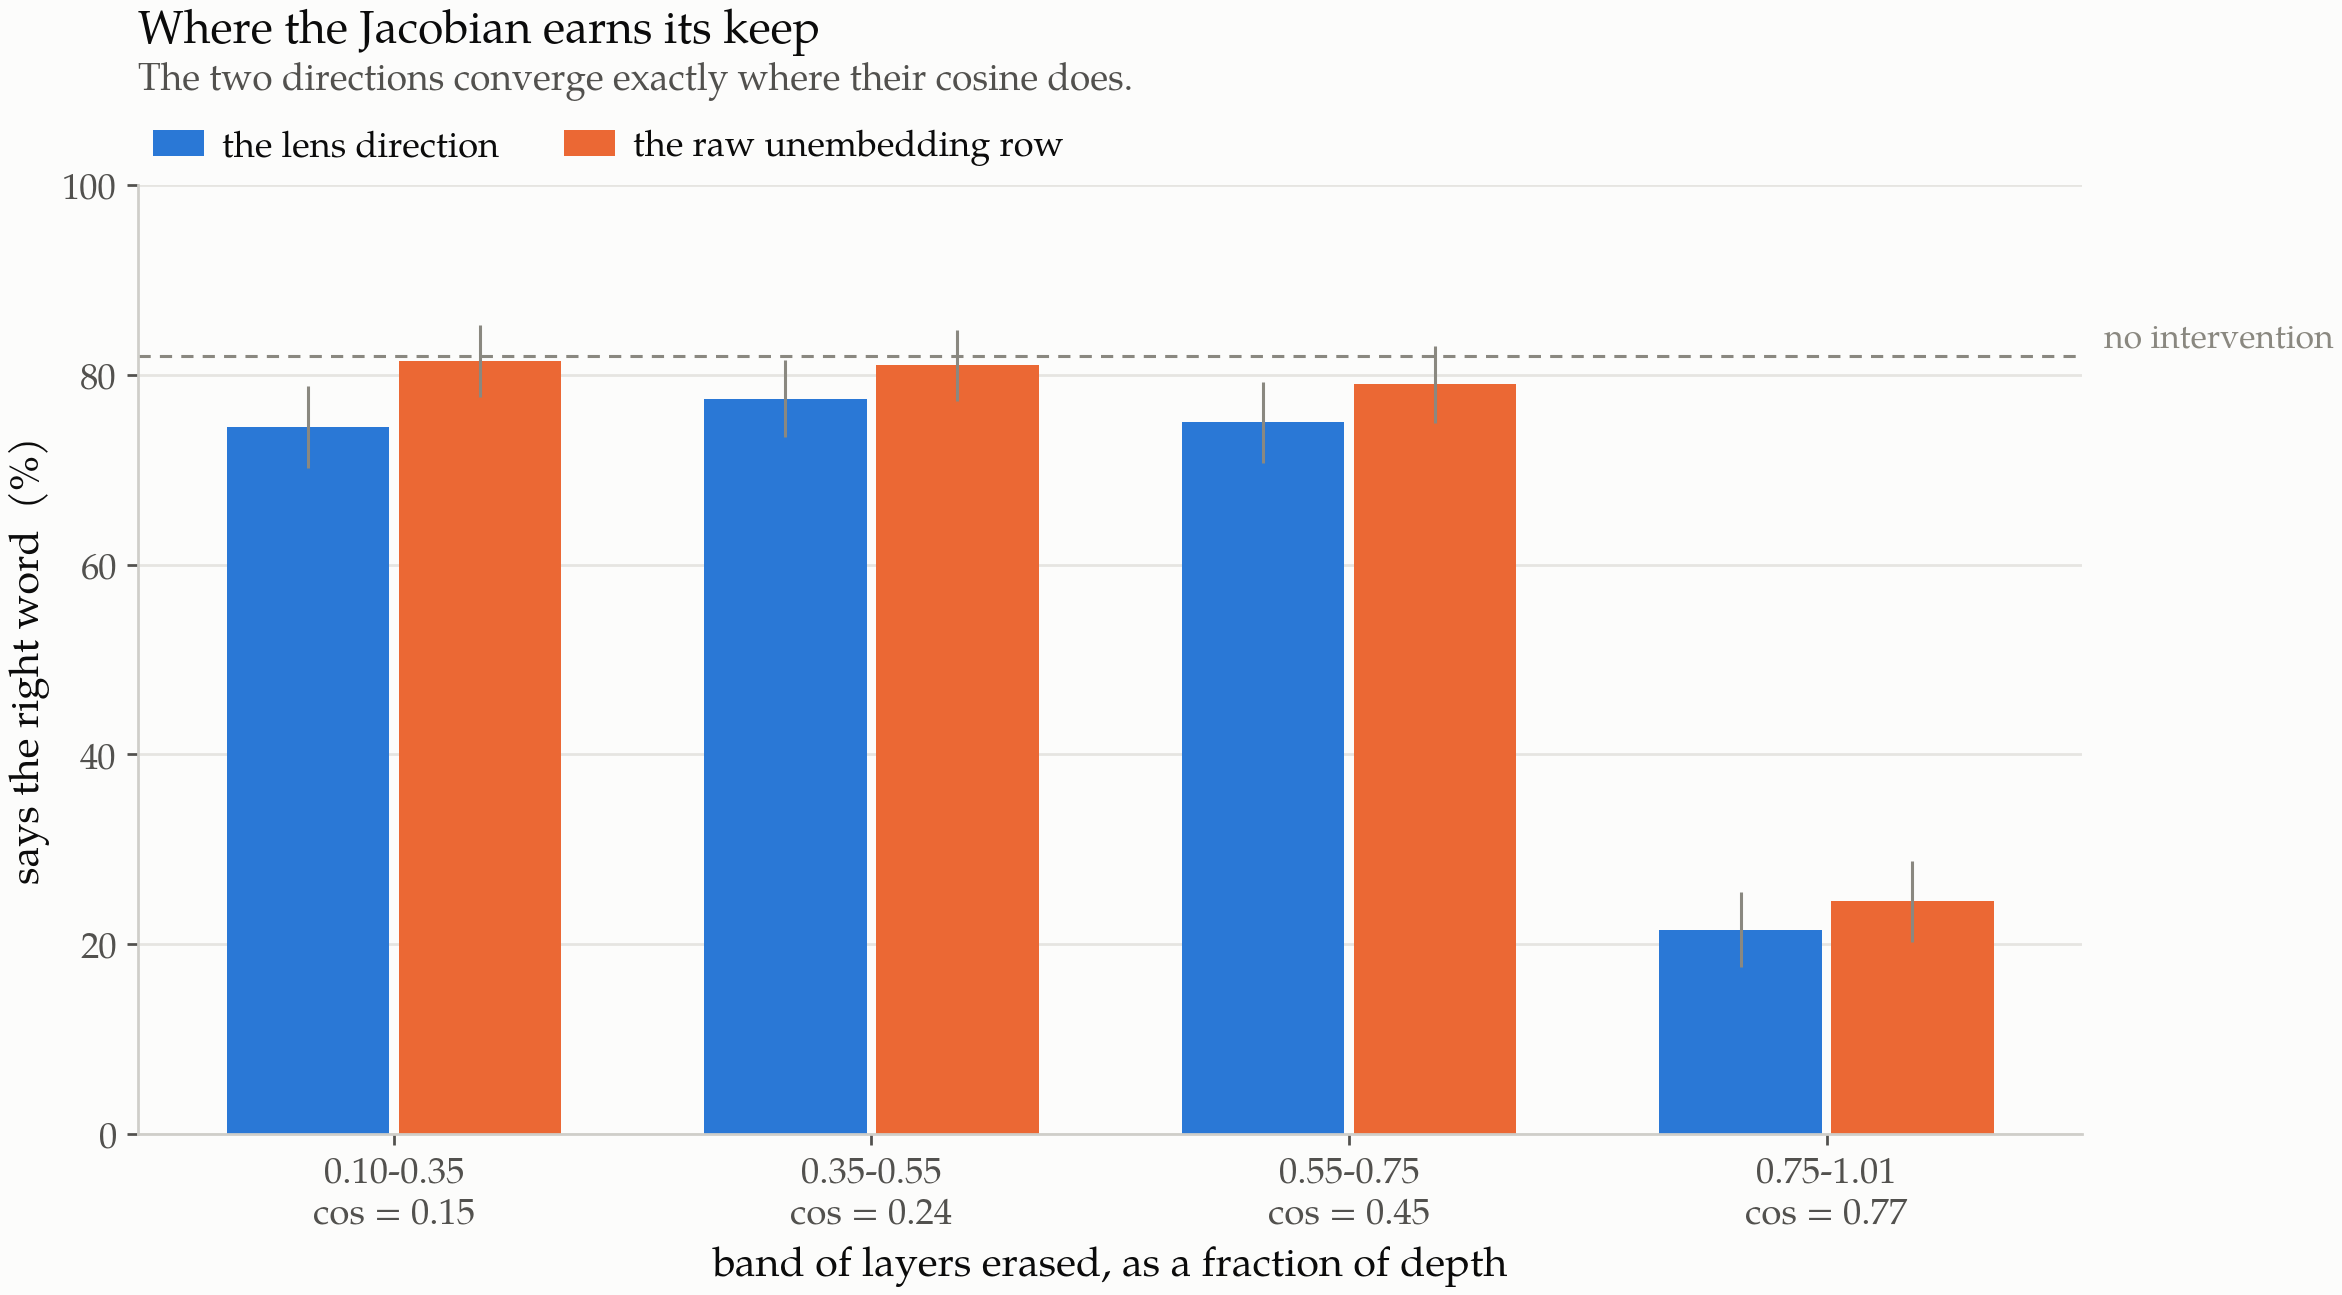 Where the Jacobian earns its keep
The two directions converge exactly where their cosine does.
the lens direction
the raw unembedding row
100
80
60
40
20
0
says the right word (%)
no intervention
0.10-0.35
cos = 0.15
0.35-0.55
cos = 0.24
0.55-0.75
cos = 0.45
0.75-1.01
cos = 0.77
band of layers erased, as a fraction of depth